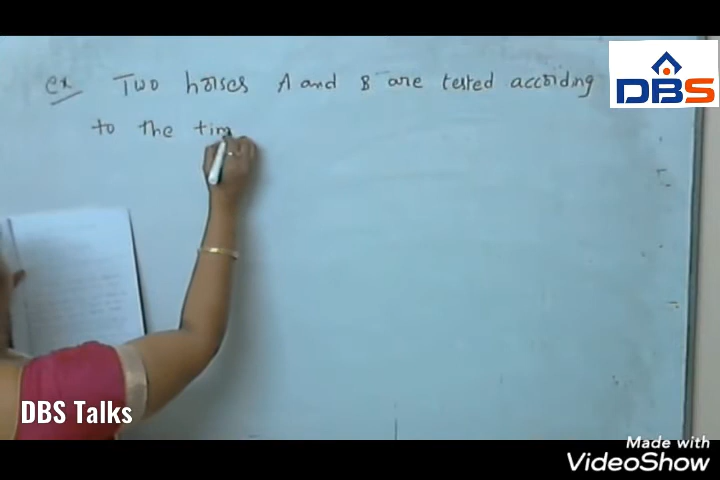 ex Two horses A and B are tested according
to the tim
DBS
DBS Talks
Made with
VideoShow